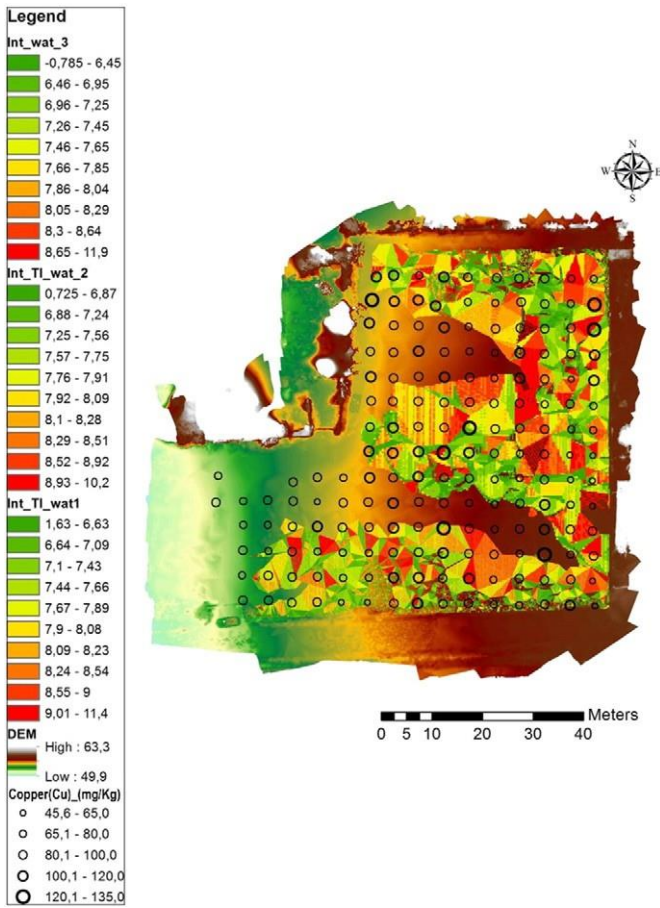 Legend
Int_wat_3
-0,785 - 6,45
6,46 - 6,95
6,96 - 7,25
7,26 - 7,45
7,46 - 7,65
7,66 - 7,85
7,86 - 8,04
8,05 - 8,29
8,3 - 8,64
8,65 - 11,9
Int_TI_wat_2
0,725 - 6,87
6,88 - 7,24
7,25 - 7,56
7,57 - 7,75
7,76 - 7,91
7,92 - 8,09
8,1 - 8,28
8,29 - 8,51
8,52 - 8,92
8,93 - 10,2
Int_TI_wat1
1,63 - 6,63
6,64 - 7,09
7,1 - 7,43
7,44 - 7,66
7,67 - 7,89
7,9 - 8,08
8,09 - 8,23
8,24 - 8,54
8,55 - 9
9,01 - 11,4
DEM
High : 63,3
Low : 49,9
Copper(Cu)_(mg/Kg)
45,6 - 65,0
65,1 - 80,0
80,1 - 100,0
100,1 - 120,0
120,1 - 135,0
N
W E
S
Meters
0 5 10 20 30 40